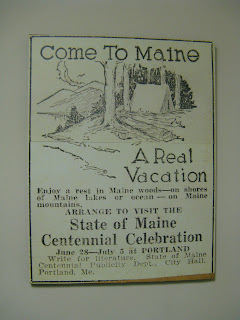 Come To Maine
A Real
Vacation
Enjoy a rest in Maine woods—on shores
of Maine lakes or ocean—on Maine
mountains,
ARRANGE TO VISIT THE
State of Maine
Centennial Celebration
June 28—July 5 at PORTLAND
Write for literature, State of Maine
Centennial Publicity Dept., City Hall,
Portland, Me.